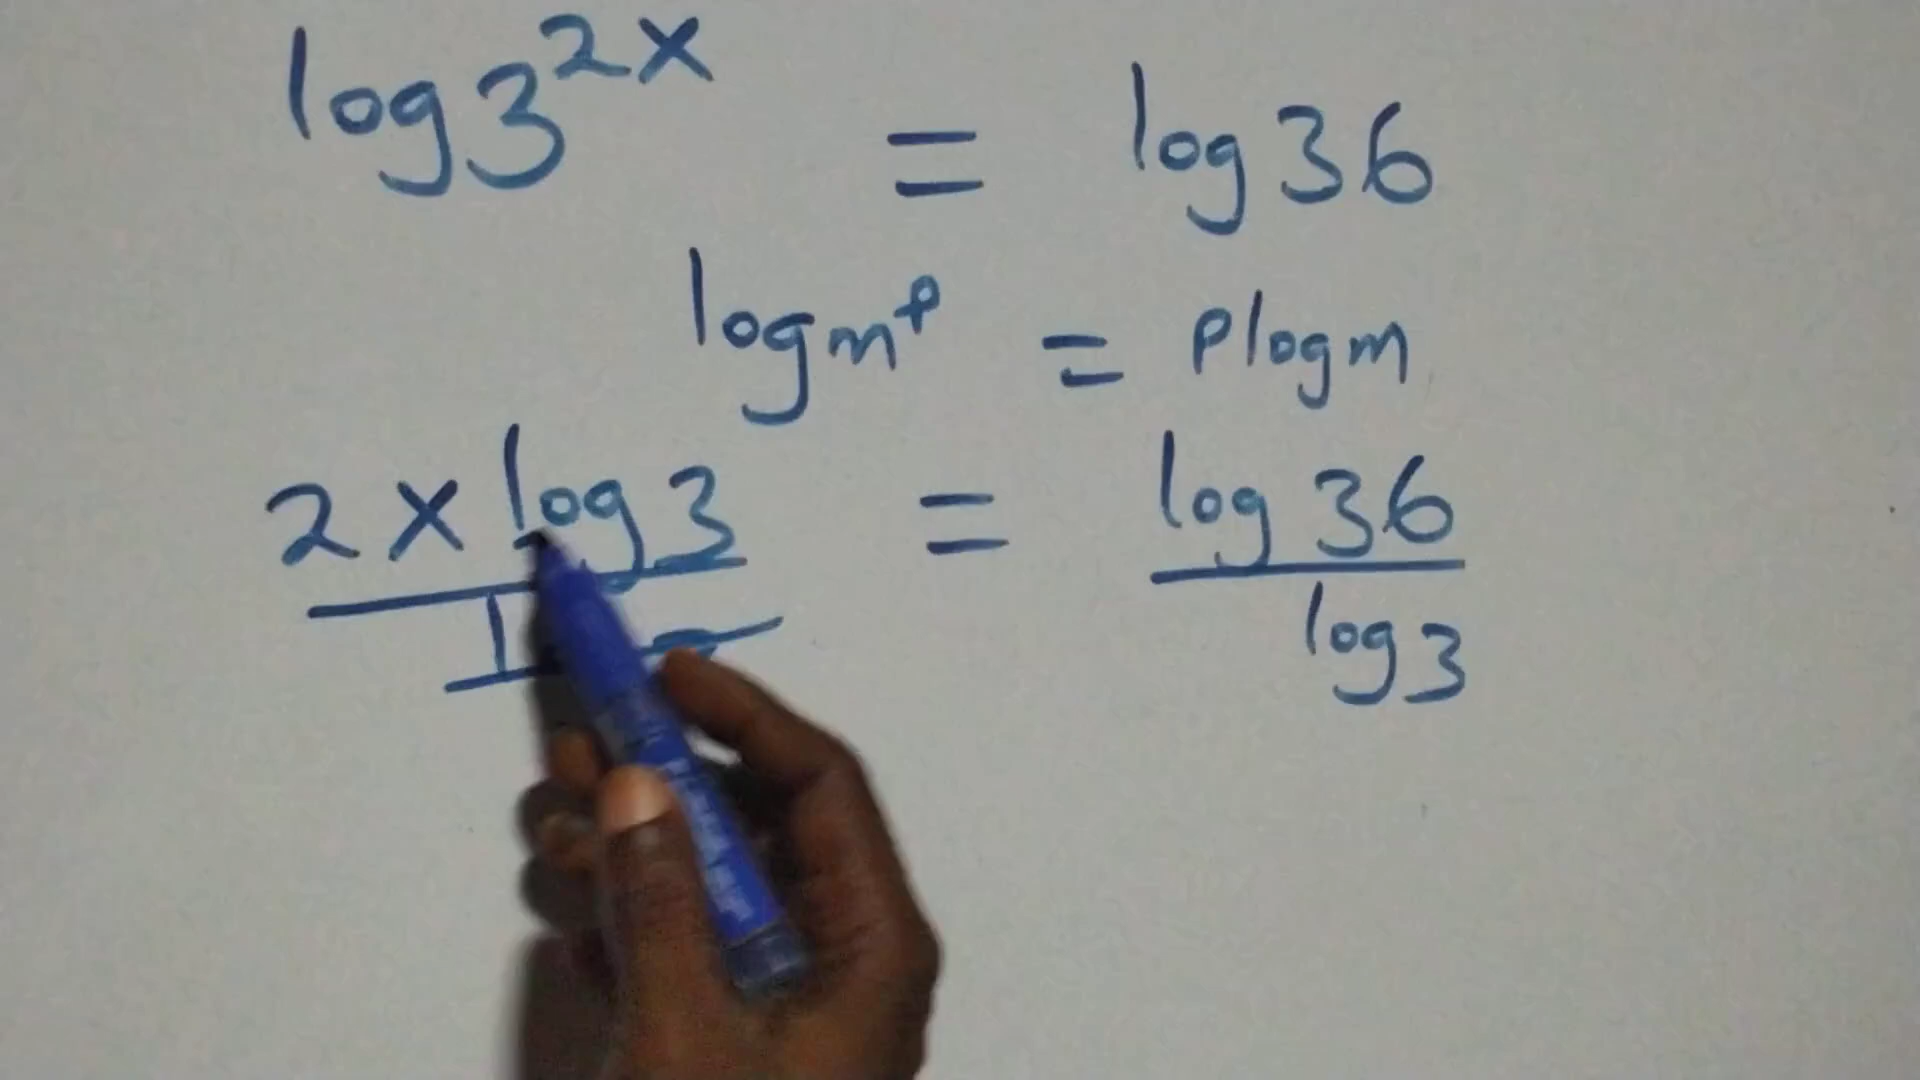 log 3^2x = log 36
log m^p = p log m
2x log 3 = log 36
log 3